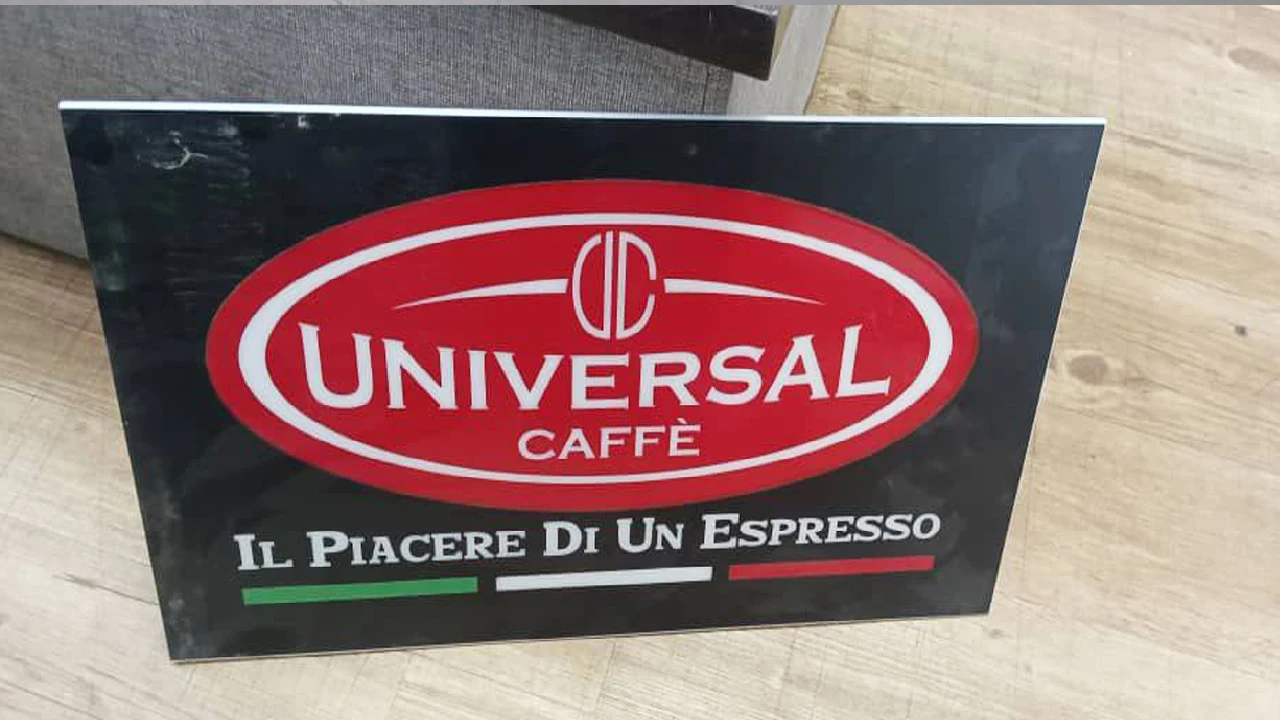 UC
UNIVERSAL
CAFFÈ
IL PIACERE DI UN ESPRESSO